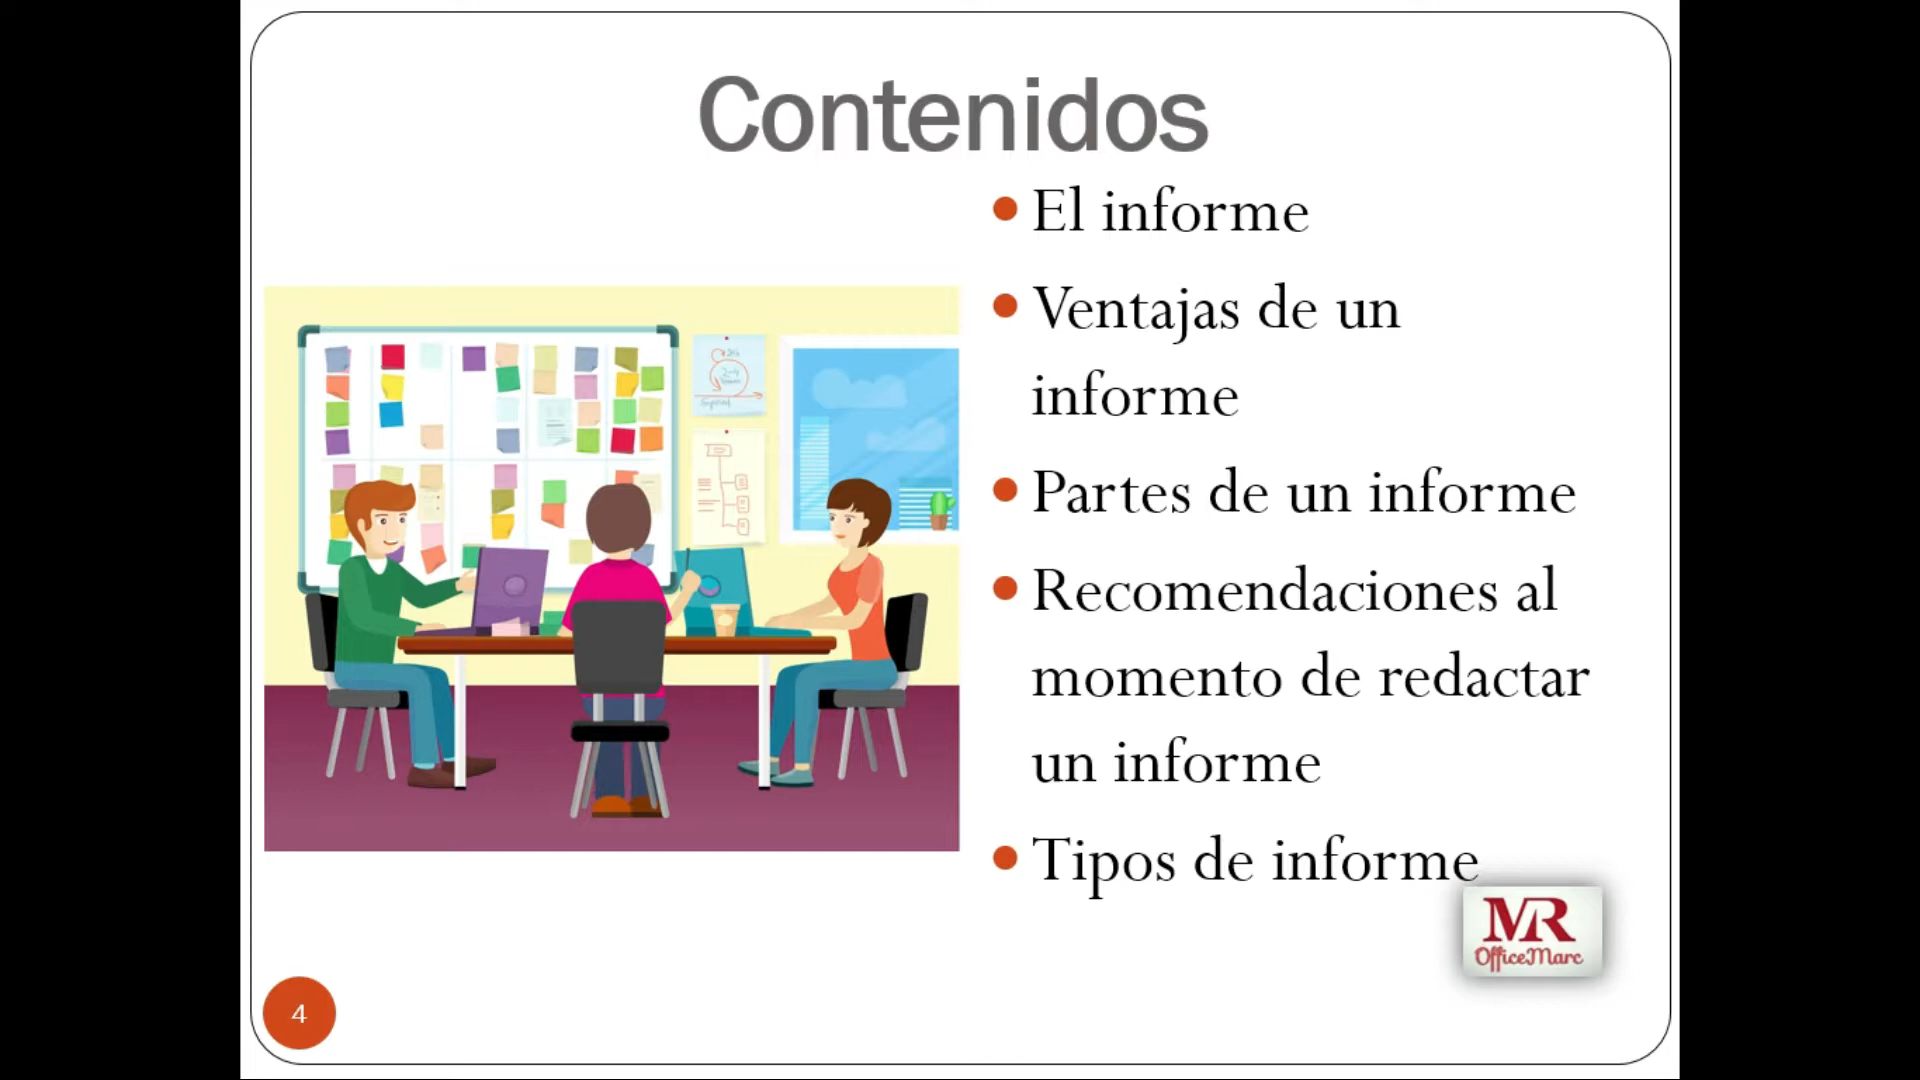 Contenidos
El informe
Ventajas de un
informe
Partes de un informe
Recomendaciones al
momento de redactar
un informe
Tipos de informe
MR
OfficeMarc
4